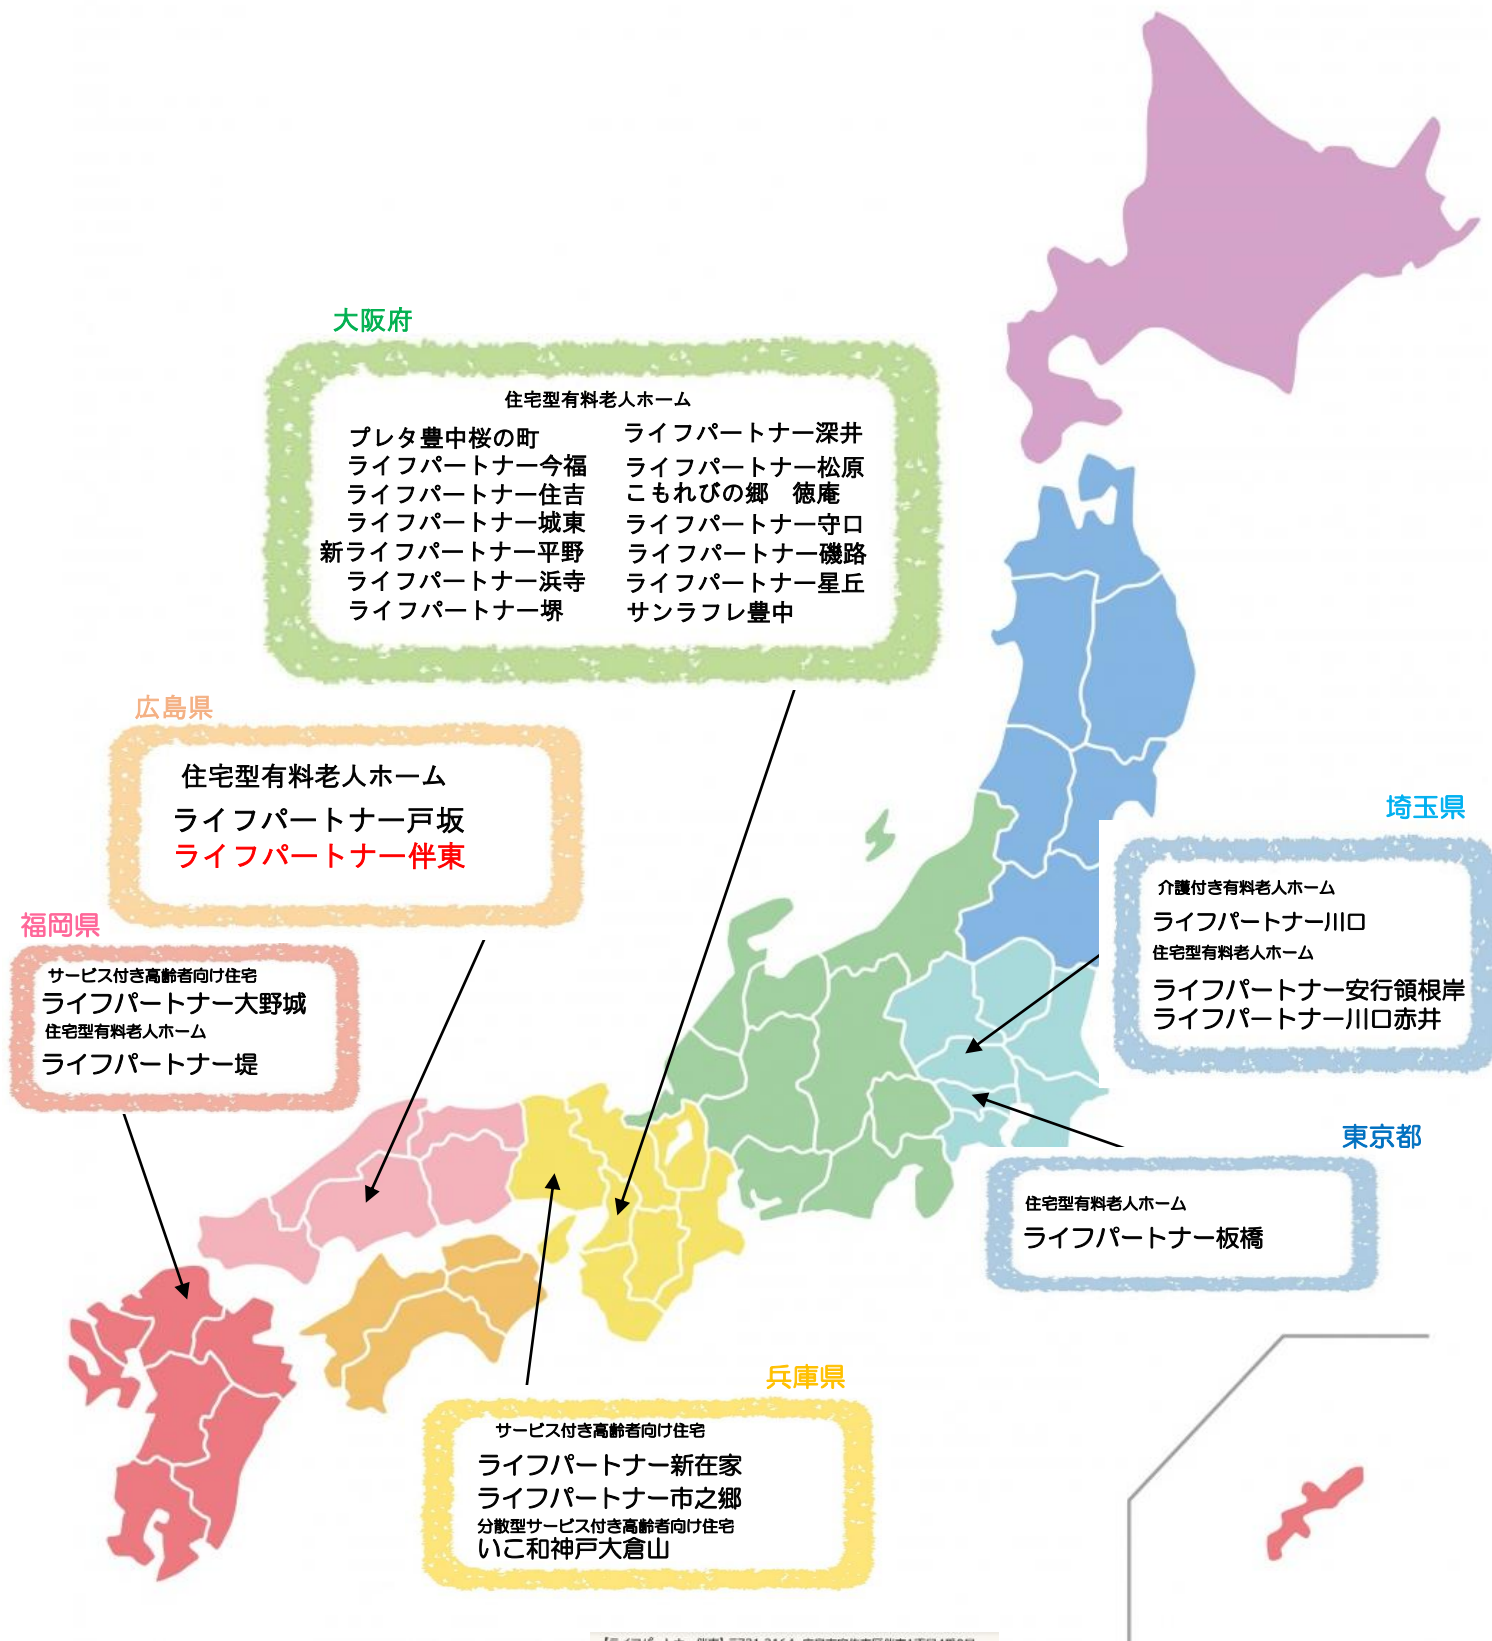 大阪府
住宅型有料老人ホーム
プレタ豊中桜の町
ライフパートナー今福
ライフパートナー住吉
ライフパートナー城東
新ライフパートナー平野
ライフパートナー浜寺
ライフパートナー堺
ライフパートナー深井
ライフパートナー松原
こもれびの郷　徳庵
ライフパートナー守口
ライフパートナー磯路
ライフパートナー星丘
サンラフレ豊中
広島県
住宅型有料老人ホーム
ライフパートナー戸坂
ライフパートナー伴東
埼玉県
介護付き有料老人ホーム
ライフパートナー川口
住宅型有料老人ホーム
ライフパートナー安行領根岸
ライフパートナー川口赤井
福岡県
サービス付き高齢者向け住宅
ライフパートナー大野城
住宅型有料老人ホーム
ライフパートナー堤
東京都
住宅型有料老人ホーム
ライフパートナー板橋
兵庫県
サービス付き高齢者向け住宅
ライフパートナー新在家
ライフパートナー市之郷
分散型サービス付き高齢者向け住宅
いこ和神戸大倉山